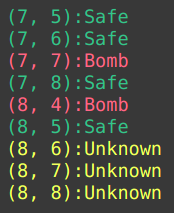 (7, 5):Safe
(7, 6):Safe
(7, 7):Bomb
(7, 8):Safe
(8, 4):Bomb
(8, 5):Safe
(8, 6):Unknown
(8, 7):Unknown
(8, 8):Unknown